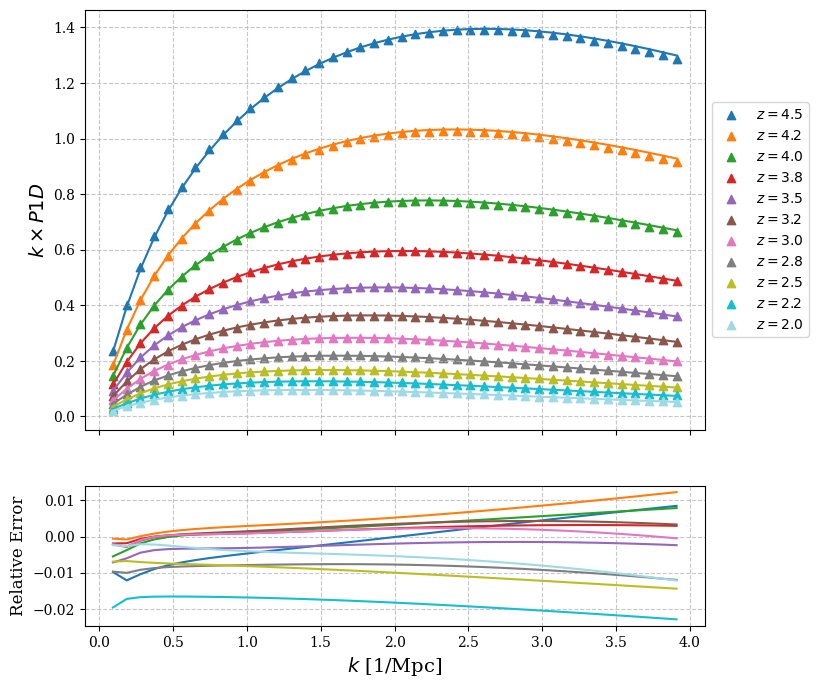 1.4
1.2
1.0
0.8
0.6
0.4
0.2
0.0
k × P1D
z = 4.5
z = 4.2
z = 4.0
z = 3.8
z = 3.5
z = 3.2
z = 3.0
z = 2.8
z = 2.5
z = 2.2
z = 2.0
0.01
0.00
−0.01
−0.02
Relative Error
0.0 0.5 1.0 1.5 2.0 2.5 3.0 3.5 4.0
k [1/Mpc]